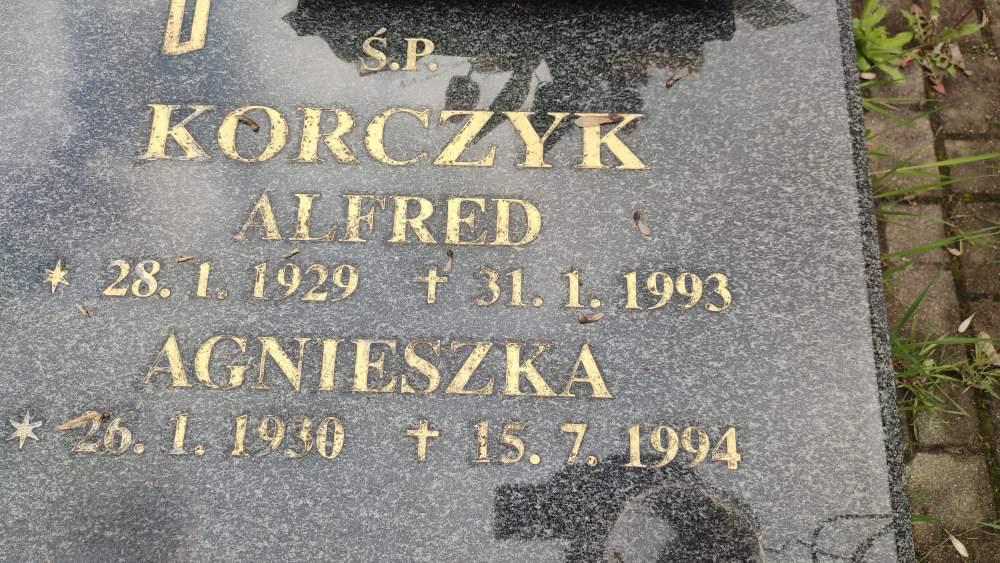 Ś.P.
KORCZYK
ALFRED
* 28. 1. 1929 ✝ 31. 1. 1993
AGNIESZKA
* 26. 1. 1930 ✝ 15. 7. 1994